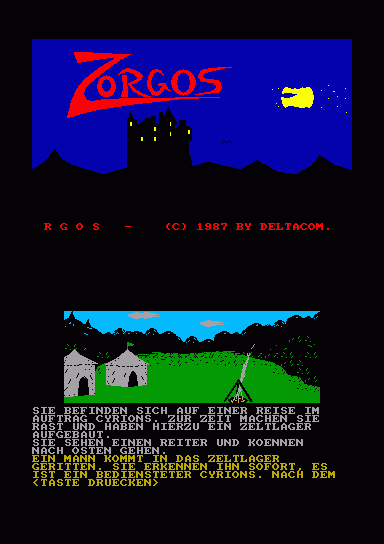 ZORGOS
R G O S - (C) 1987 BY DELTACOM.
SIE BEFINDEN SICH AUF EINER REISE IM
AUFTRAG CYRIONS. ZUR ZEIT MACHEN SIE
RAST UND HABEN HIERZU EIN ZELTLAGER
AUFGEBAUT.
SIE SEHEN EINEN REITER UND KOENNEN
NACH OSTEN GEHEN.
EIN MANN KOMMT IN DAS ZELTLAGER
GERITTEN. SIE ERKENNEN IHN SOFORT, ES
IST EIN BEDIENSTETER CYRIONS. NACH DEM
<TASTE DRUECKEN>